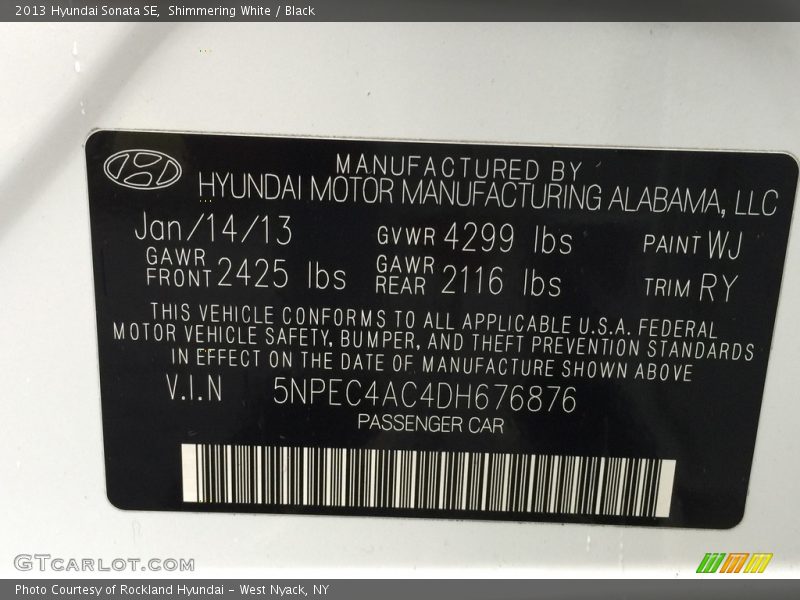 2013 Hyundai Sonata SE,  Shimmering White / Black
MANUFACTURED BY
HYUNDAI MOTOR MANUFACTURING ALABAMA, LLC
Jan/14/13 GVWR 4299 lbs PAINT WJ
GAWR FRONT 2425 lbs GAWR REAR 2116 lbs TRIM RY
THIS VEHICLE CONFORMS TO ALL APPLICABLE U.S.A. FEDERAL
MOTOR VEHICLE SAFETY, BUMPER, AND THEFT PREVENTION STANDARDS
IN EFFECT ON THE DATE OF MANUFACTURE SHOWN ABOVE
V.I.N 5NPEC4AC4DH676876
PASSENGER CAR
GTCARLOT.COM
Photo Courtesy of Rockland Hyundai - West Nyack, NY